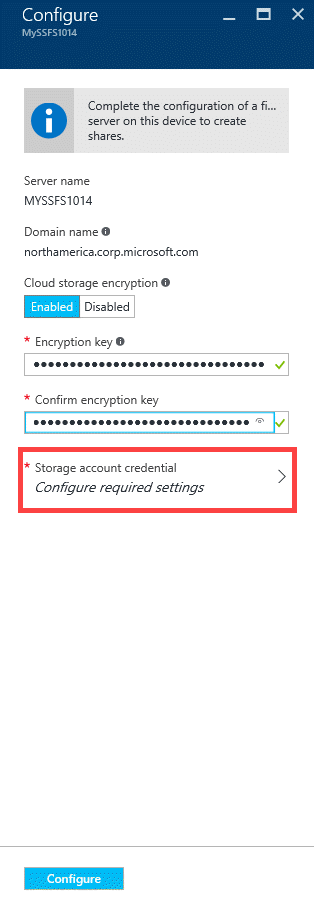 Configure
MySSFS1014
Complete the configuration of a fi...
server on this device to create
shares.
Server name
MYSSFS1014
Domain name
northamerica.corp.microsoft.com
Cloud storage encryption
Enabled Disabled
* Encryption key
* Confirm encryption key
* Storage account credential
Configure required settings
Configure